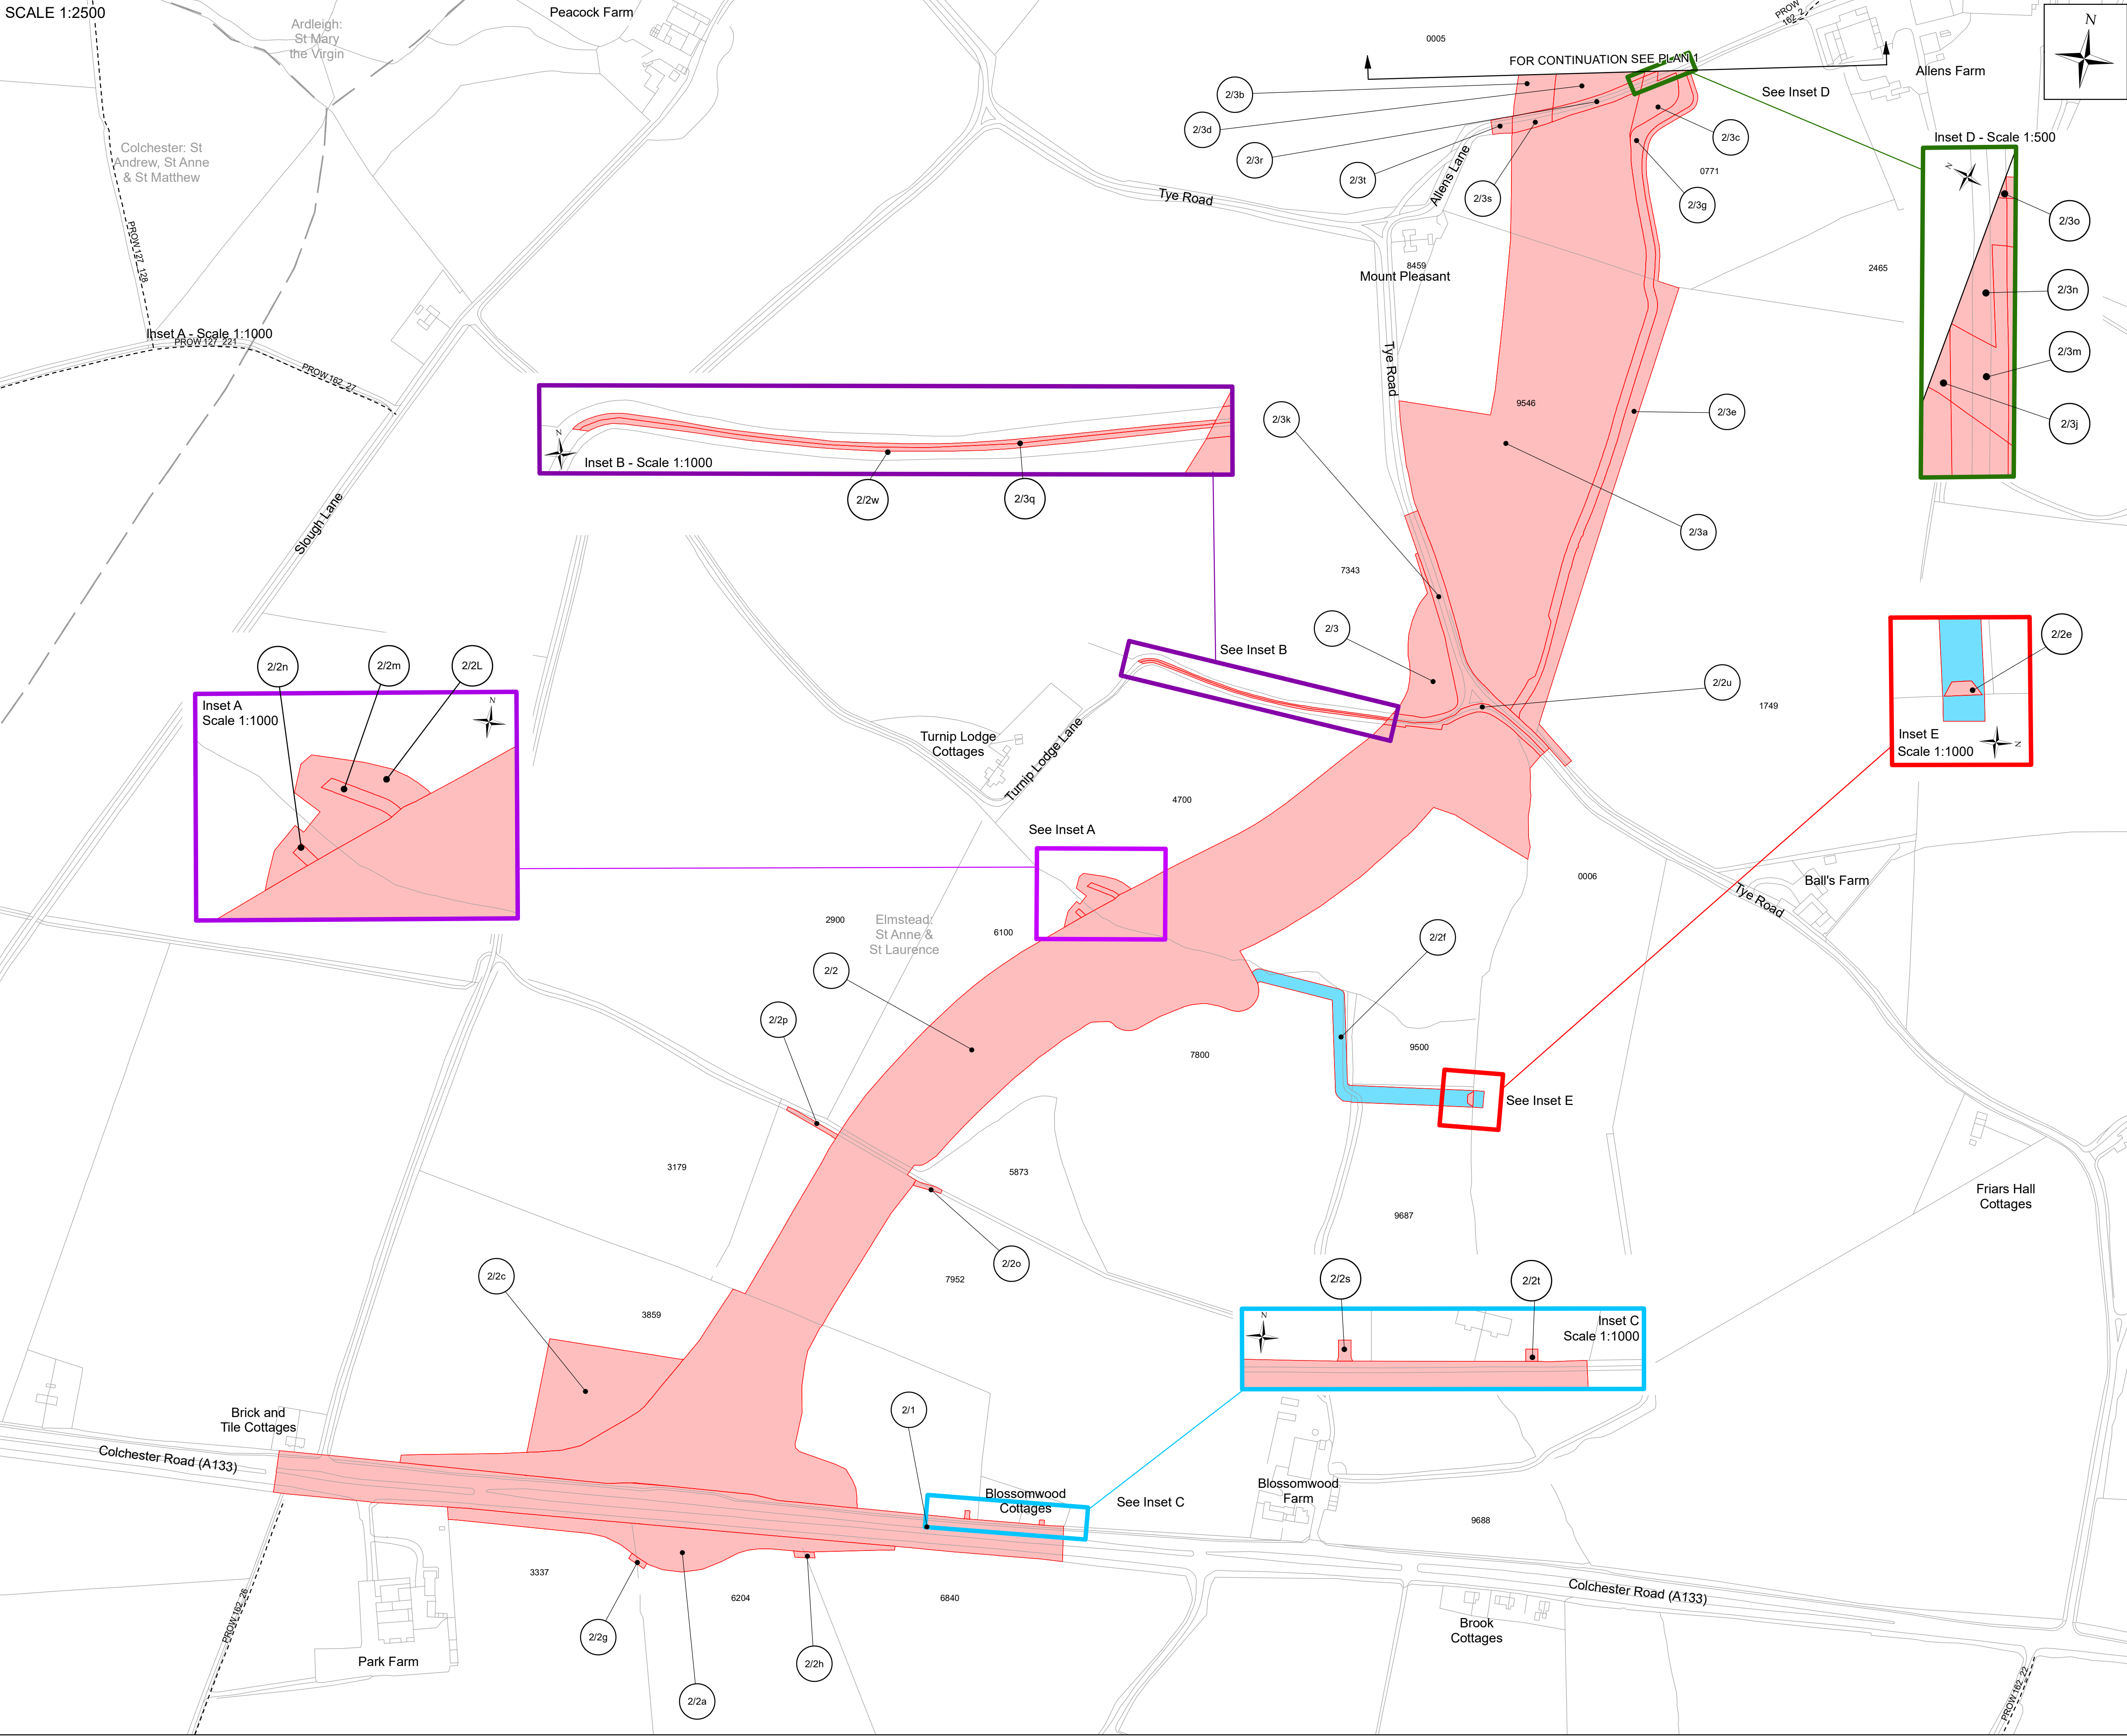 SCALE 1:2500
Ardleigh:
St Mary
the Virgin
Peacock Farm
0005
FOR CONTINUATION SEE PLAN 1
PROW
162_2
Allens Farm
N
2/3b
2/3d
2/3r
2/3t
2/3s
2/3c
2/3g
0771
See Inset D
Inset D - Scale 1:500
N
2/3o
2/3n
2/3m
2/3j
Colchester: St
Andrew, St Anne
& St Matthew
PROW 127_128
Inset A - Scale 1:1000
PROW 127_221
PROW 162_27
Tye Road
Allens Lane
8459
Mount Pleasant
2465
Tye Road
9546
2/3k
2/3e
2/3a
N
Inset B - Scale 1:1000
2/2w
2/3q
Slough Lane
7343
2/3
See Inset B
2/2u
1749
2/2e
Inset E
Scale 1:1000
N
2/2n
2/2m
2/2L
Inset A
Scale 1:1000
N
Turnip Lodge
Cottages
Turnip Lodge Lane
4700
See Inset A
0006
Ball's Farm
Tye Road
2900
Elmstead:
St Anne &
St Laurence
6100
2/2
2/2f
2/2p
7800
9500
See Inset E
3179
5873
Friars Hall
Cottages
9687
2/2o
2/2c
7952
3859
2/2s
2/2t
N
Inset C
Scale 1:1000
2/1
Brick and
Tile Cottages
Colchester Road (A133)
Blossomwood
Cottages
See Inset C
Blossomwood
Farm
9688
3337
6204
6840
Colchester Road (A133)
Brook
Cottages
PROW 162_26
2/2g
2/2h
Park Farm
2/2a
PROW 162_22